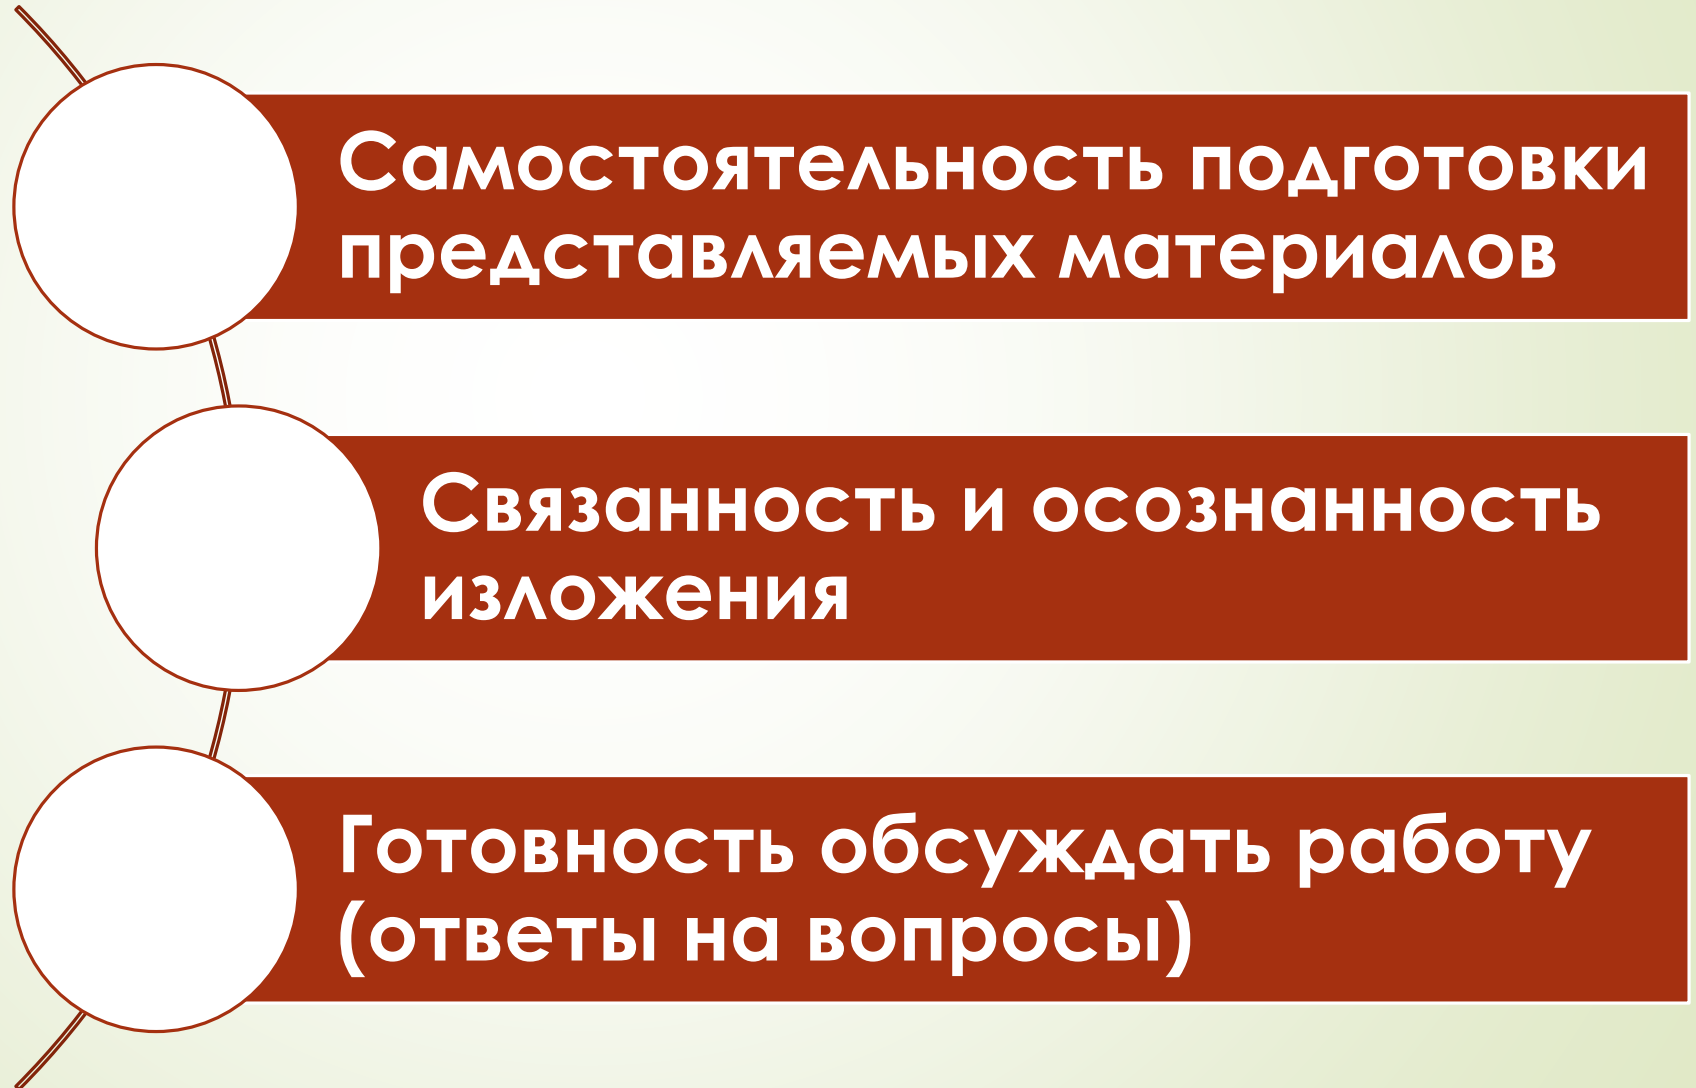 Самостоятельность подготовки
представляемых материалов
Связанность и осознанность
изложения
Готовность обсуждать работу
(ответы на вопросы)